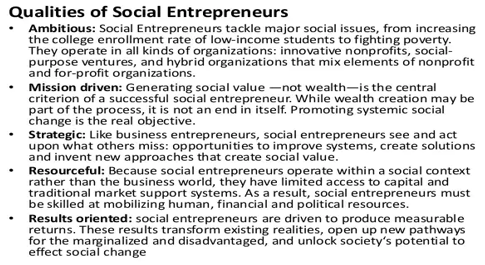 Qualities of Social Entrepreneurs
• Ambitious: Social Entrepreneurs tackle major social issues, from increasing
the college enrollment rate of low-income students to fighting poverty.
They operate in all kinds of organizations: innovative nonprofits, social-
purpose ventures, and hybrid organizations that mix elements of nonprofit
and for-profit organizations.
• Mission driven: Generating social value —not wealth—is the central
criterion of a successful social entrepreneur. While wealth creation may be
part of the process, it is not an end in itself. Promoting systemic social
change is the real objective.
• Strategic: Like business entrepreneurs, social entrepreneurs see and act
upon what others miss: opportunities to improve systems, create solutions
and invent new approaches that create social value.
• Resourceful: Because social entrepreneurs operate within a social context
rather than the business world, they have limited access to capital and
traditional market support systems. As a result, social entrepreneurs must
be skilled at mobilizing human, financial and political resources.
• Results oriented: social entrepreneurs are driven to produce measurable
returns. These results transform existing realities, open up new pathways
for the marginalized and disadvantaged, and unlock society's potential to
effect social change